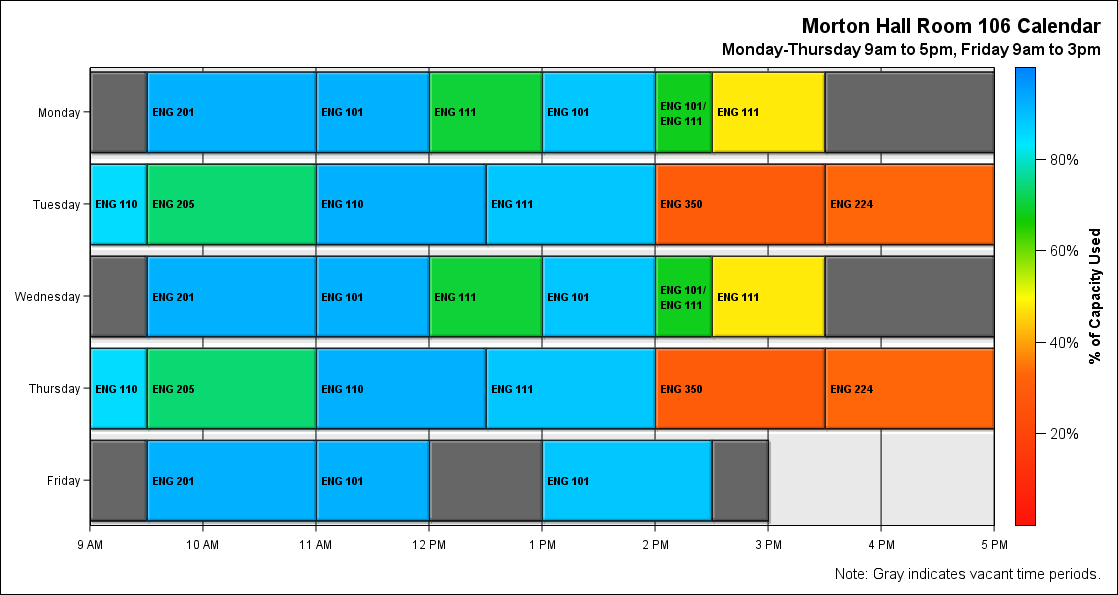 Morton Hall Room 106 Calendar
Monday-Thursday 9am to 5pm, Friday 9am to 3pm
Monday
ENG 201
ENG 101
ENG 111
ENG 101
ENG 101/
ENG 111
ENG 111
Tuesday
ENG 110
ENG 205
ENG 110
ENG 111
ENG 350
ENG 224
Wednesday
ENG 201
ENG 101
ENG 111
ENG 101
ENG 101/
ENG 111
ENG 111
Thursday
ENG 110
ENG 205
ENG 110
ENG 111
ENG 350
ENG 224
Friday
ENG 201
ENG 101
ENG 101
9 AM
10 AM
11 AM
12 PM
1 PM
2 PM
3 PM
4 PM
5 PM
80%
60%
40%
20%
% of Capacity Used
Note: Gray indicates vacant time periods.